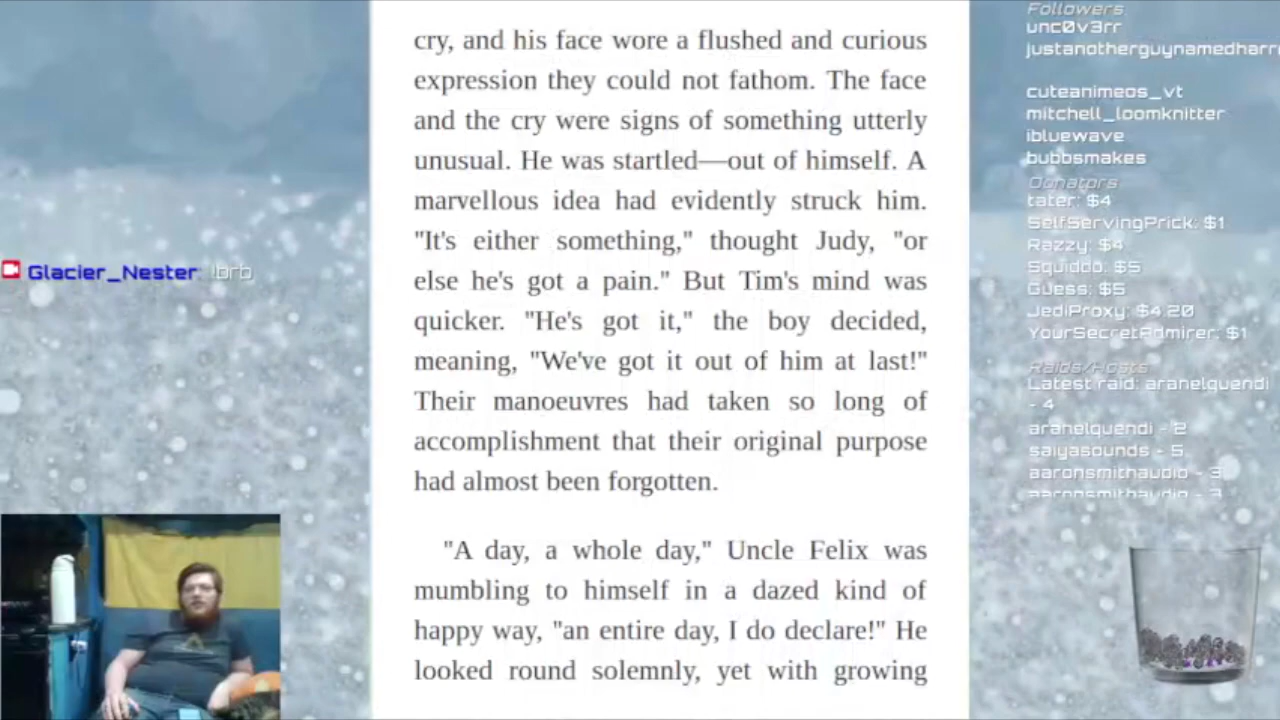 cry, and his face wore a flushed and curious
expression they could not fathom. The face
and the cry were signs of something utterly
unusual. He was startled—out of himself. A
marvellous idea had evidently struck him.
"It's either something," thought Judy, "or
else he's got a pain." But Tim's mind was
quicker. "He's got it," the boy decided,
meaning, "We've got it out of him at last!"
Their manoeuvres had taken so long of
accomplishment that their original purpose
had almost been forgotten.
"A day, a whole day," Uncle Felix was
mumbling to himself in a dazed kind of
happy way, "an entire day, I do declare!" He
looked round solemnly, yet with growing
Glacier_Nester: !brb
Followers
unc0v3rr
justanotherguynamedharr
cuteanimeos_vt
mitchell_loomknitter
ibluewave
bubbsmakes
Donators
tater: $4
SelfServingPrick: $1
Razzy: $4
Squiddo: $5
Guess: $5
JediProxy: $4.20
YourSecretAdmirer: $1
Raids/Hosts
Latest raid: arahelquendi
- 4
arahelquendi - 2
saiyasounds - 5
aaronsmithaudio - 3
aaronsmithaudio - 3